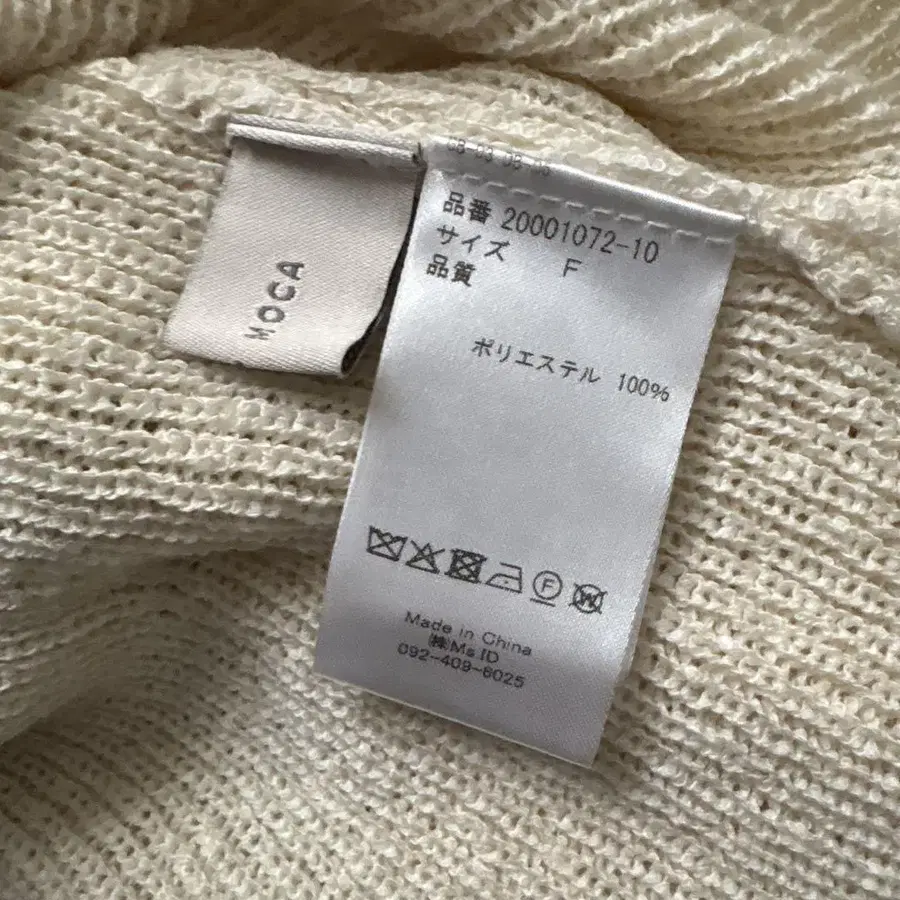 MOCA
品番 20001072-10
サイズ F
品質
ポリエステル 100%
Made in China
㈱Ms ID
092-409-6025